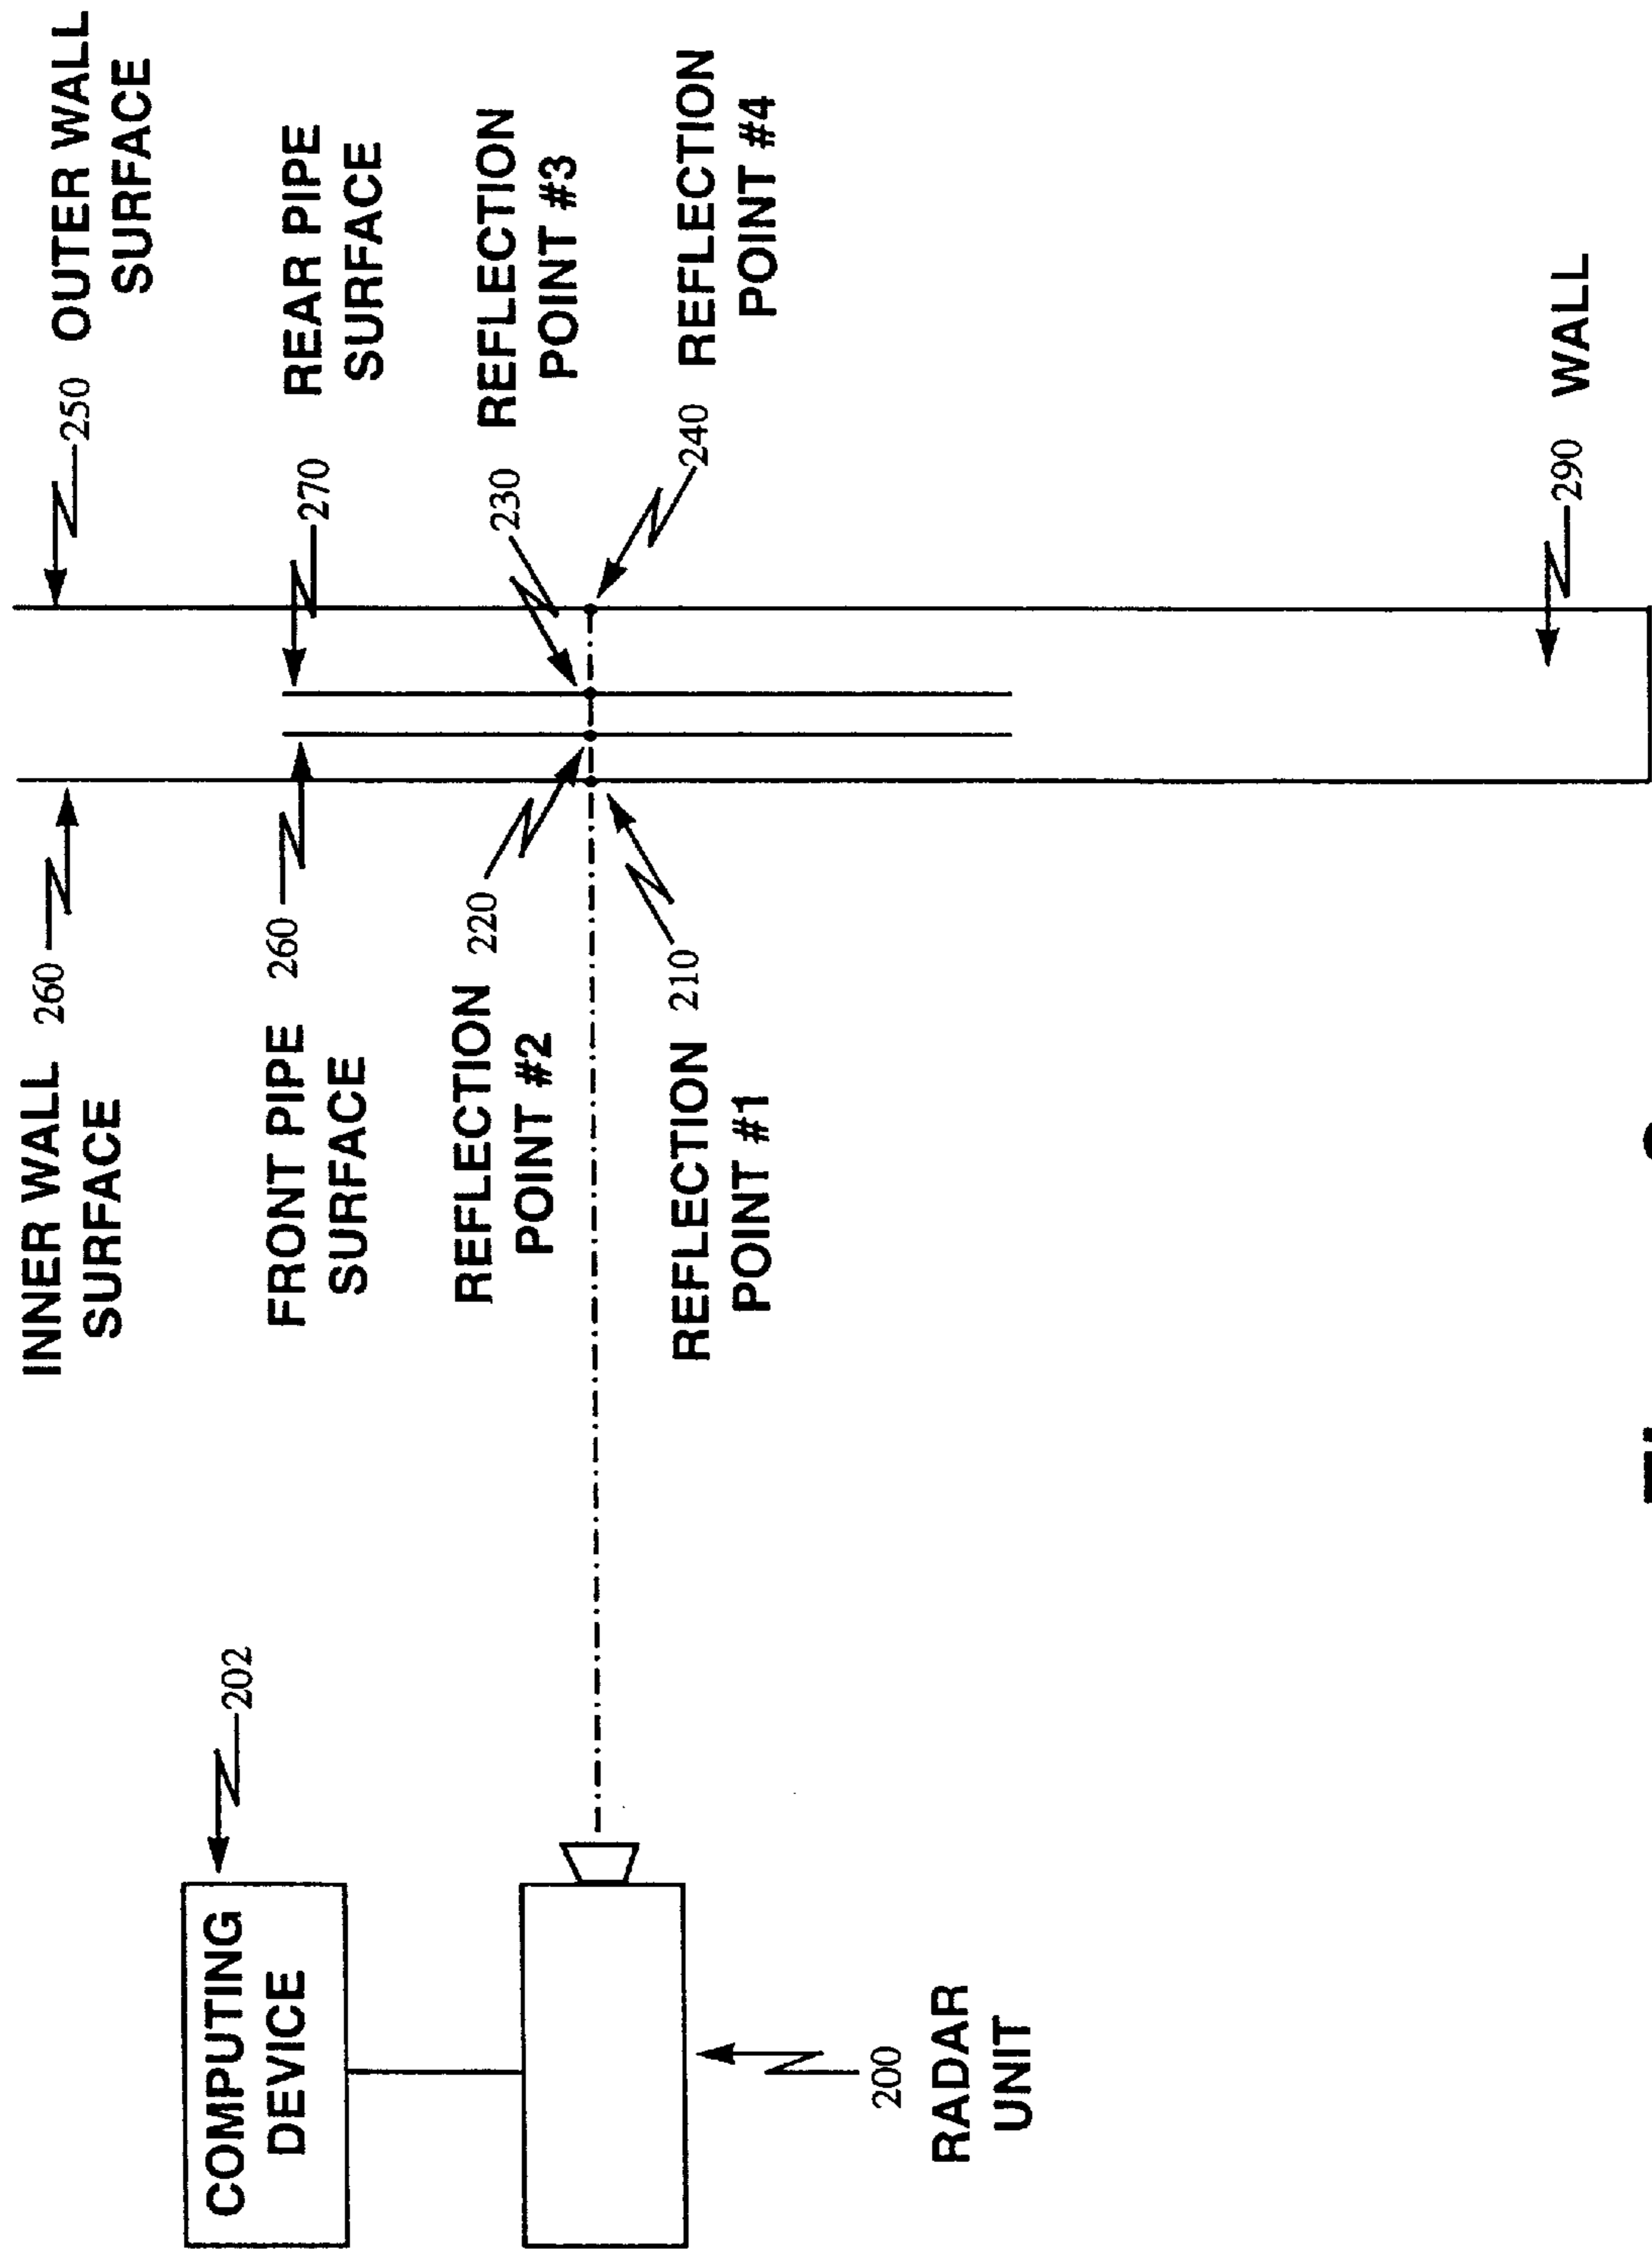 INNER WALL
SURFACE
260
250
OUTER WALL
SURFACE
FRONT PIPE
SURFACE
260
270
REAR PIPE
SURFACE
REFLECTION
POINT #2
220
230
REFLECTION
POINT #3
REFLECTION
POINT #1
210
240
REFLECTION
POINT #4
202
COMPUTING
DEVICE
200
RADAR
UNIT
290
WALL